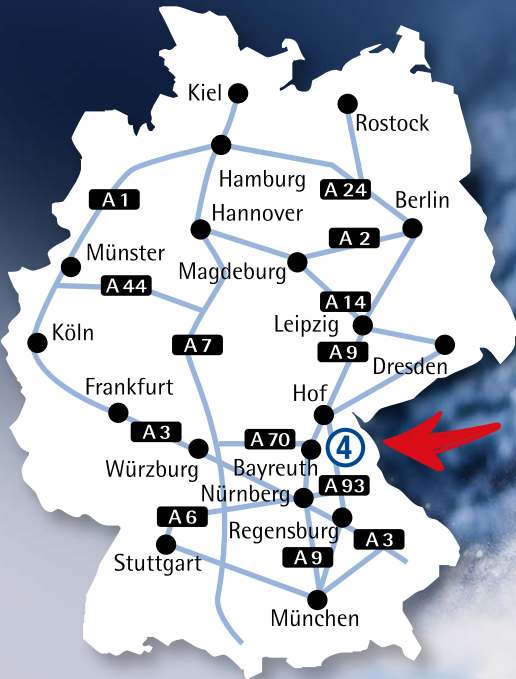 Kiel
Rostock
Hamburg
A 24
A 1
Hannover
Berlin
A 2
Münster
Magdeburg
A 44
A 14
Leipzig
Köln
A 7
A 9
Dresden
Frankfurt
Hof
A 3
A 70
4
Würzburg
Bayreuth
A 93
Nürnberg
A 6
Regensburg
A 3
Stuttgart
A 9
München